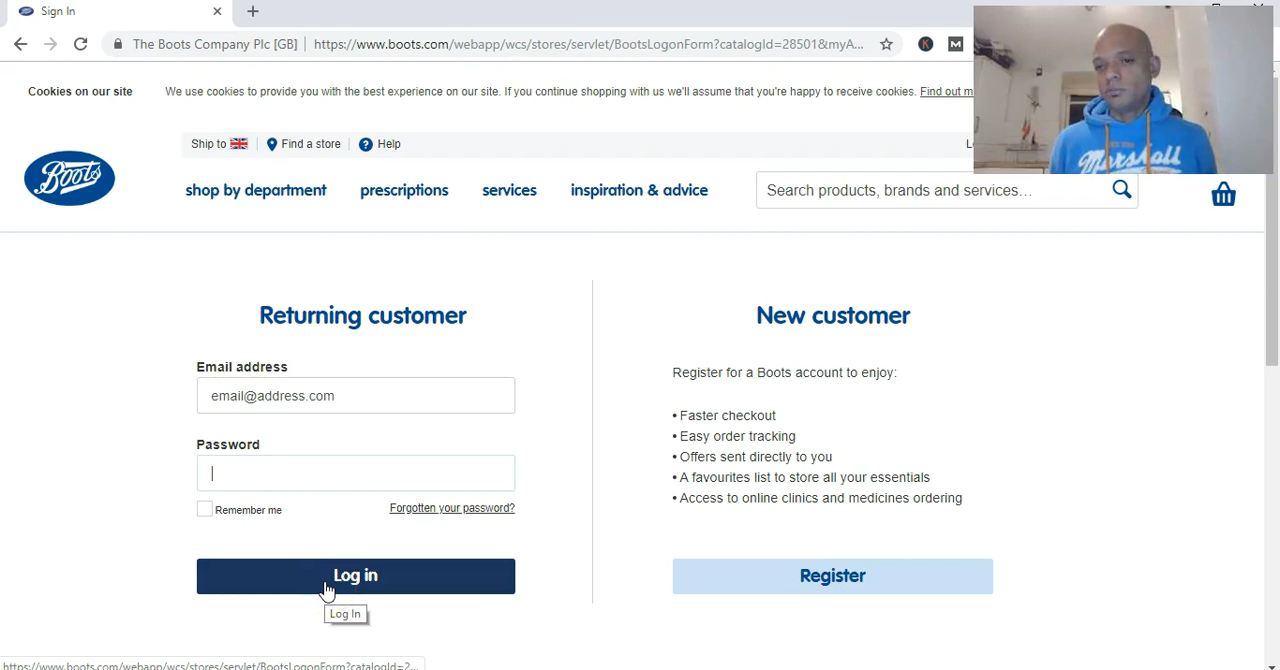 Sign In
The Boots Company Plc [GB]
https://www.boots.com/webapp/wcs/stores/servlet/BootsLogonForm?catalogId=28501&myA...
K
M
Cookies on our site
We use cookies to provide you with the best experience on our site. If you continue shopping with us we'll assume that you're happy to receive cookies. Find out m
Ship to
Find a store
? Help
Boots
shop by department
prescriptions
services
inspiration & advice
Search products, brands and services...
Marshall
Returning customer
Email address
email@address.com
Password
Remember me
Forgotten your password?
Log in
Log In
New customer
Register for a Boots account to enjoy:
• Faster checkout
• Easy order tracking
• Offers sent directly to you
• A favourites list to store all your essentials
• Access to online clinics and medicines ordering
Register
https://www.boots.com/webapp/wcs/stores/servlet/BootsLogonForm?catalogId=2...